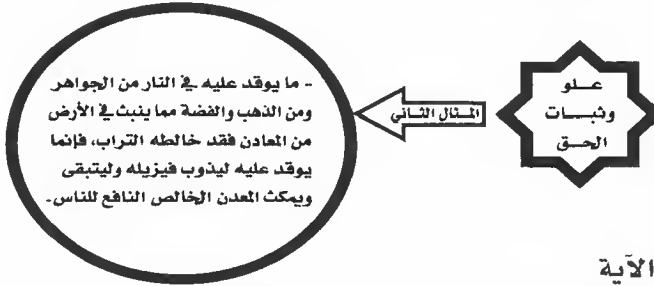 علو
وثبات
الحق
المثال الثاني
- ما يوقد عليه في النار من الجواهر
ومن الذهب والفضة مما ينبث في الأرض
من المعادن فقد خالطه التراب، فإنما
يوقد عليه ليذوب فيزيله وليتبقى
ويمكث المعدن الخالص النافع للناس.
الآية